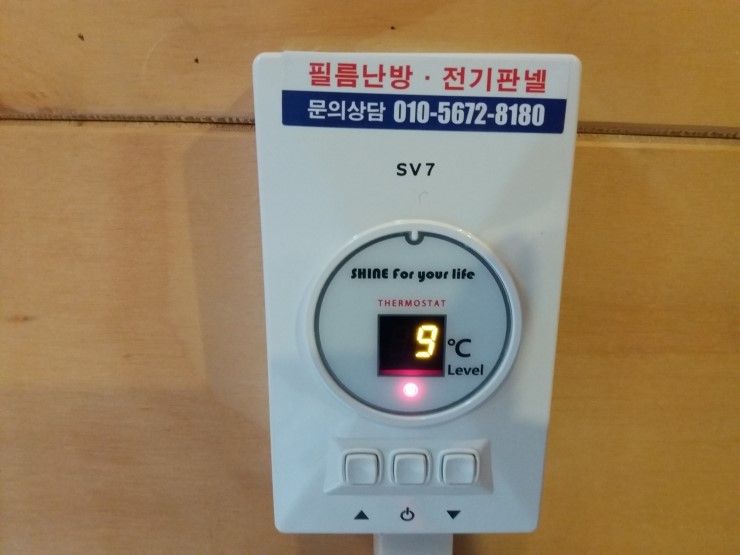 필름난방 · 전기판넬
문의상담 010-5672-8180
SV7
SHINE For your life
THERMOSTAT
9 °C
Level